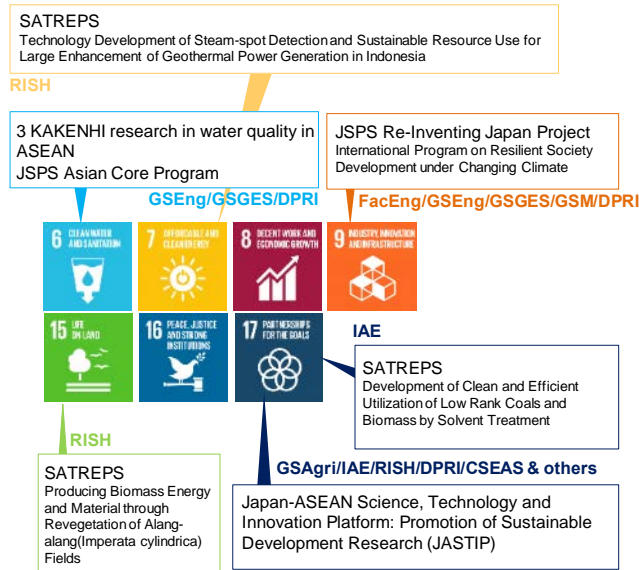 SATREPS
Technology Development of Steam-spot Detection and Sustainable Resource Use for
Large Enhancement of Geothermal Power Generation in Indonesia
RISH
3 KAKENHI research in water quality in
ASEAN
JSPS Asian Core Program
JSPS Re-Inventing Japan Project
International Program on Resilient Society
Development under Changing Climate
GSEng/GSGES/DPRI
FacEng/GSEng/GSGES/GSM/DPRI
6 CLEAN WATER
AND SANITATION
7 AFFORDABLE AND
CLEAN ENERGY
8 DECENT WORK AND
ECONOMIC GROWTH
9 INDUSTRY, INNOVATION
AND INFRASTRUCTURE
15 LIFE
ON LAND
16 PEACE, JUSTICE
AND STRONG
INSTITUTIONS
17 PARTNERSHIPS
FOR THE GOALS
IAE
SATREPS
Development of Clean and Efficient
Utilization of Low Rank Coals and
Biomass by Solvent Treatment
RISH
SATREPS
Producing Biomass Energy
and Material through
Revegetation of Alang-
alang(Imperata cylindrica)
Fields
GSAgri/IAE/RISH/DPRI/CSEAS & others
Japan-ASEAN Science, Technology and
Innovation Platform: Promotion of Sustainable
Development Research (JASTIP)